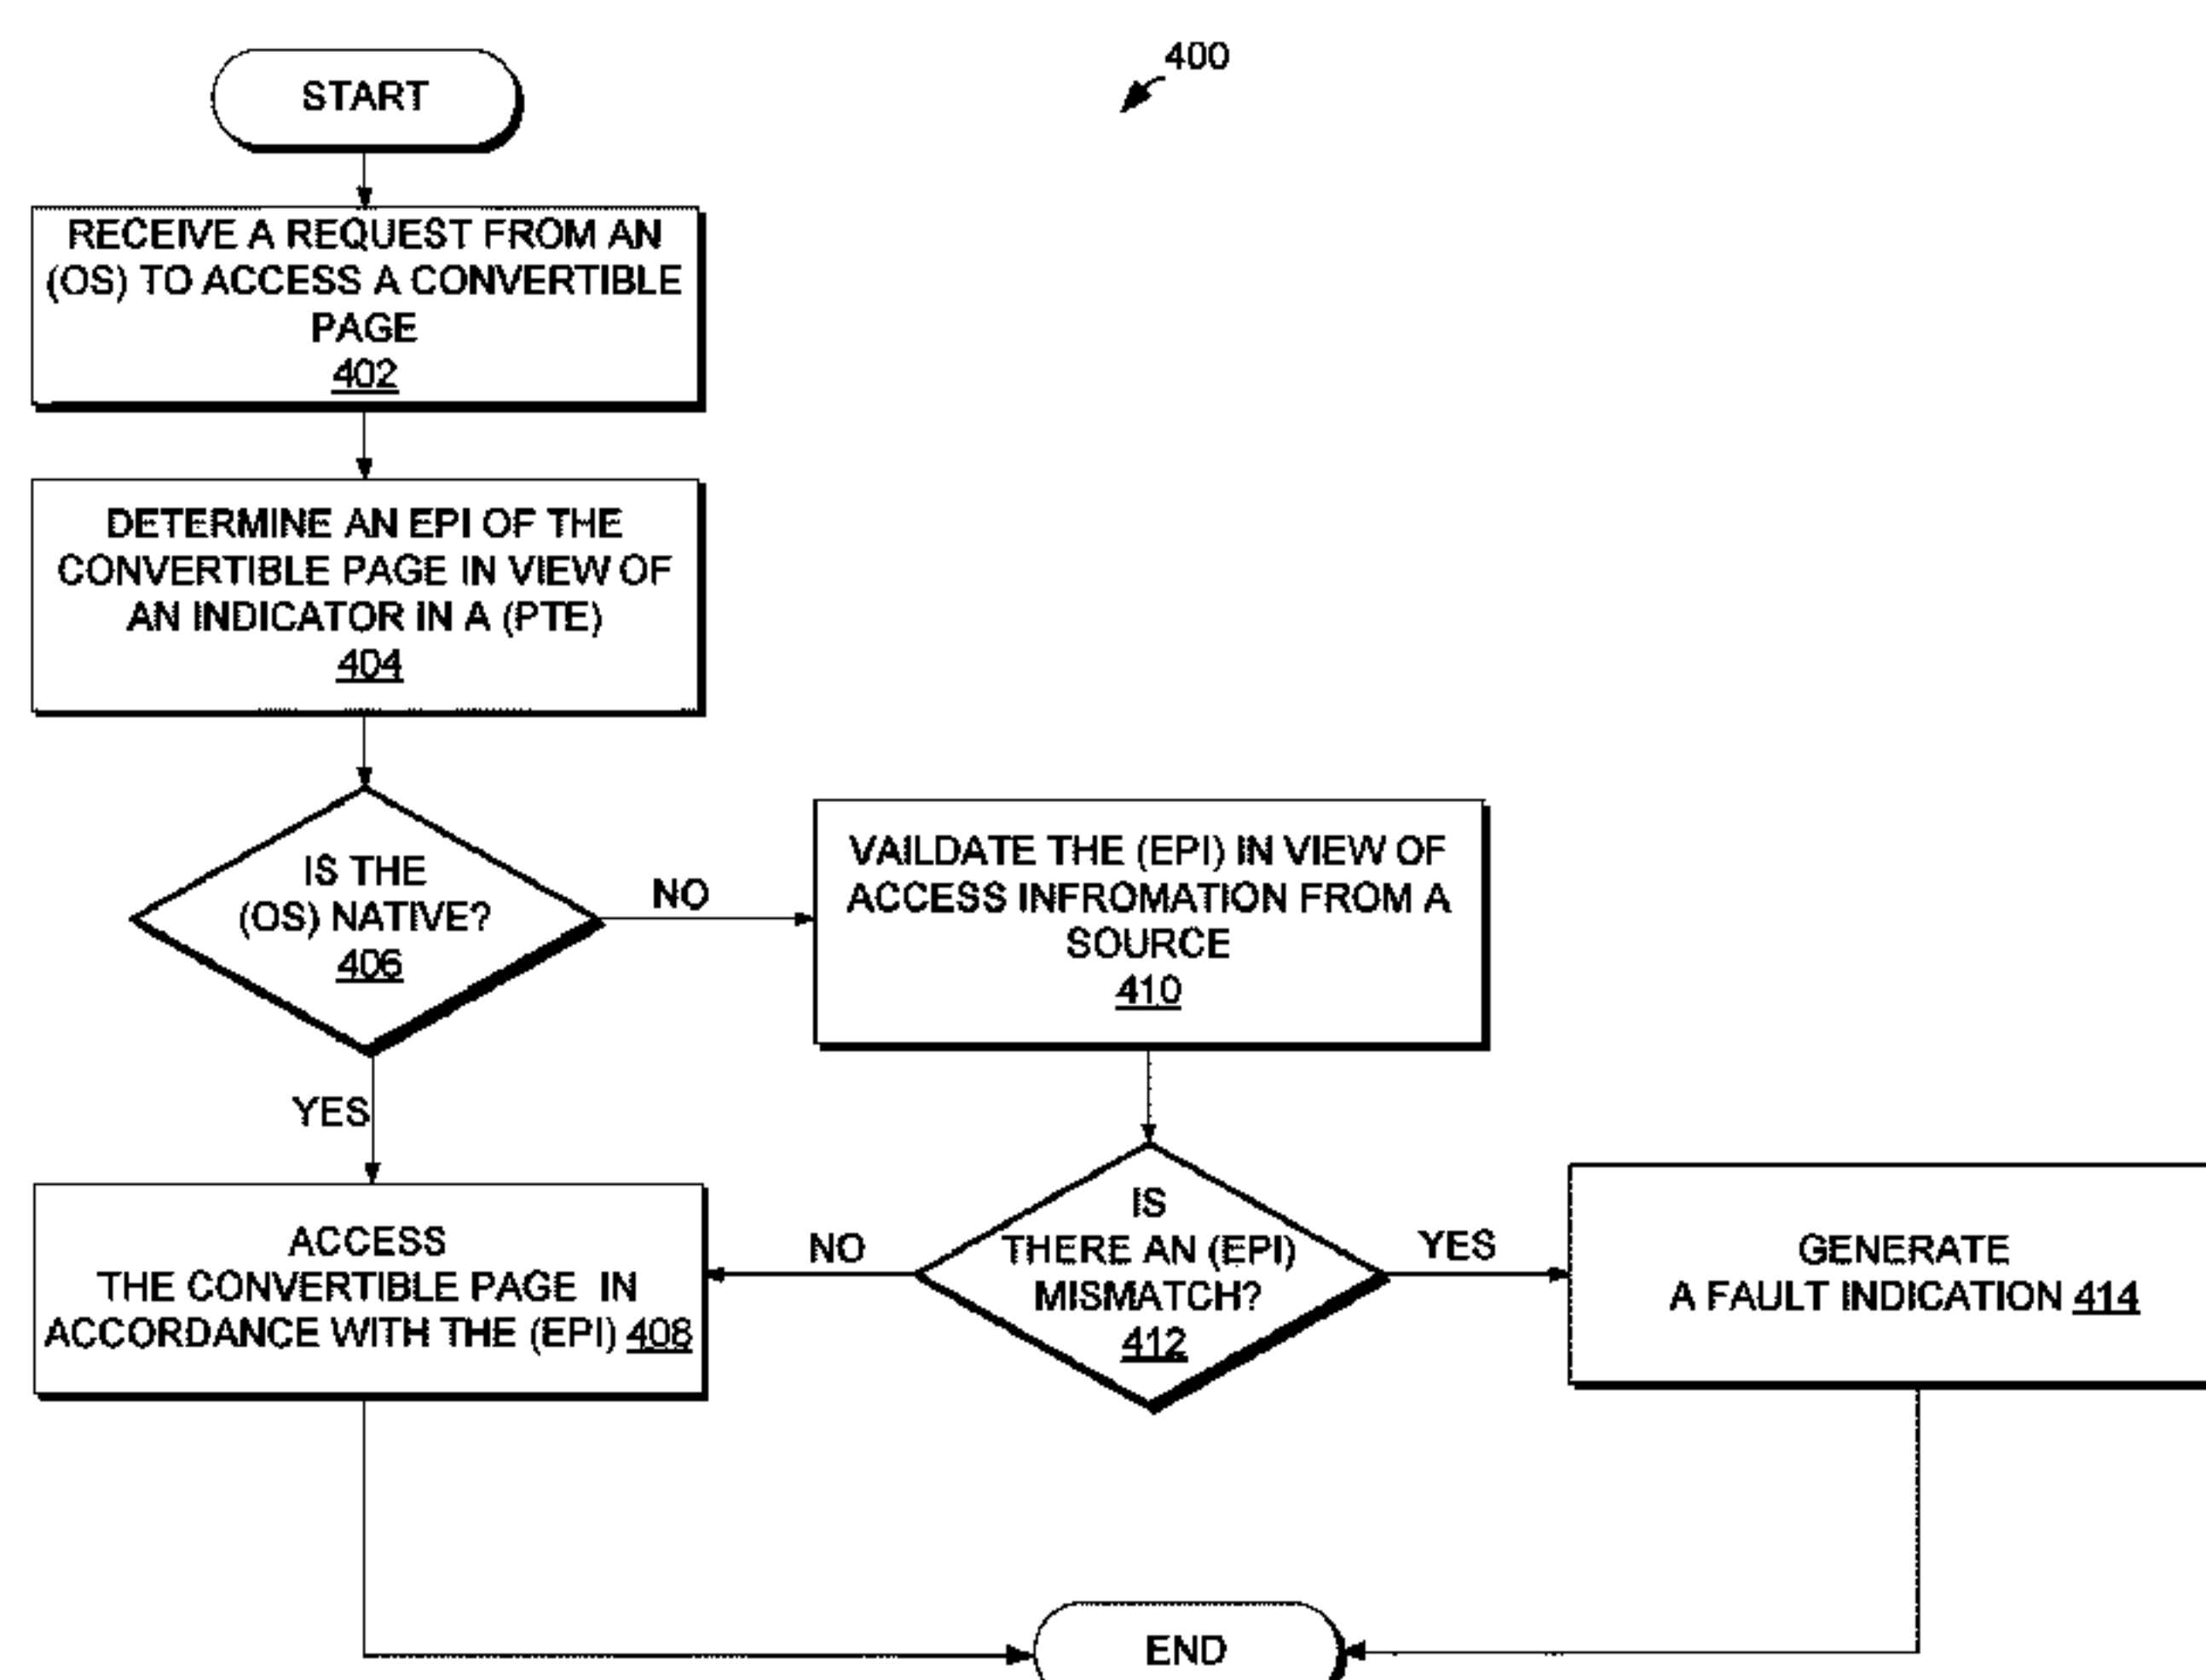 400
START
RECEIVE A REQUEST FROM AN
(OS) TO ACCESS A CONVERTIBLE
PAGE
402
DETERMINE AN EPI OF THE
CONVERTIBLE PAGE IN VIEW OF
AN INDICATOR IN A (PTE)
404
IS THE
(OS) NATIVE?
406
NO
VAILDATE THE (EPI) IN VIEW OF
ACCESS INFROMATION FROM A
SOURCE
410
YES
ACCESS
THE CONVERTIBLE PAGE IN
ACCORDANCE WITH THE (EPI) 408
NO
IS
THERE AN (EPI)
MISMATCH?
412
YES
GENERATE
A FAULT INDICATION 414
END